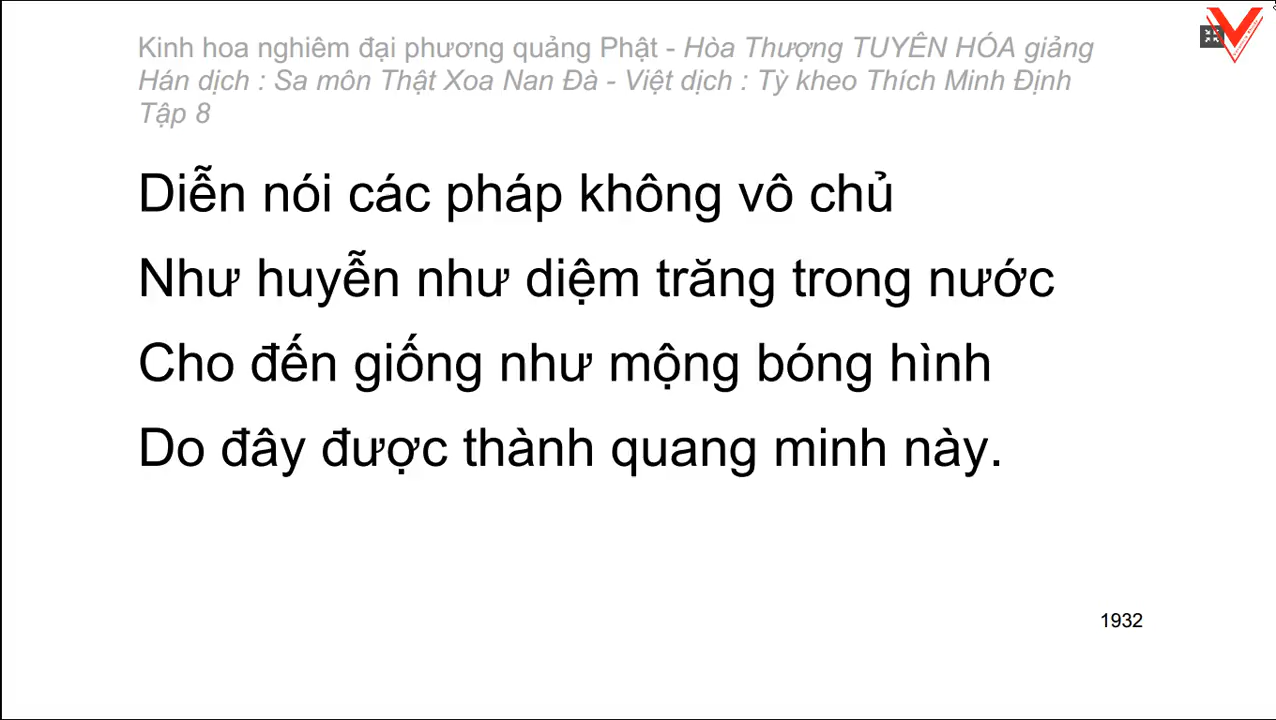 Kinh hoa nghiêm đại phương quảng Phật - Hòa Thượng TUYÊN HÓA giảng
Hán dịch : Sa môn Thật Xoa Nan Đà - Việt dịch : Tỳ kheo Thích Minh Định
Tập 8
Diễn nói các pháp không vô chủ
Như huyễn như diệm trăng trong nước
Cho đến giống như mộng bóng hình
Do đây được thành quang minh này.
1932